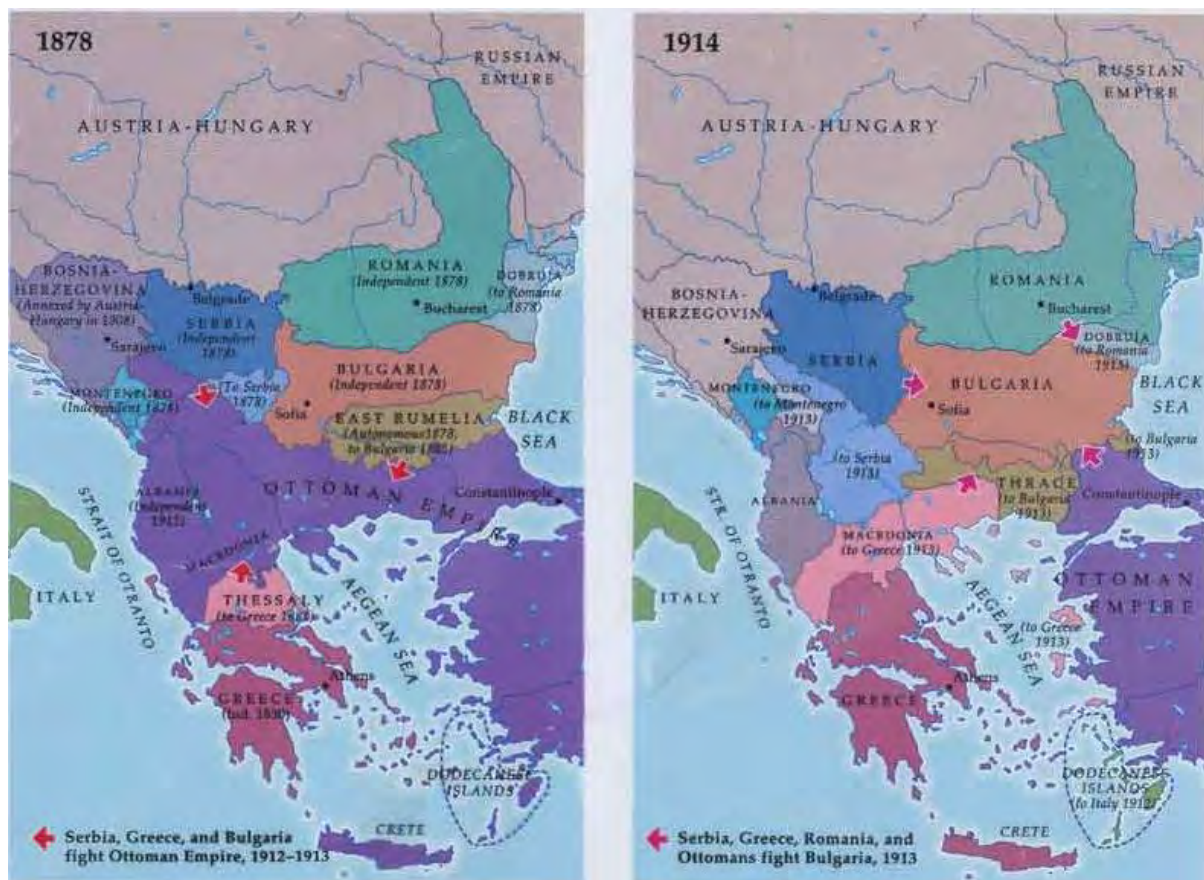 1878
RUSSIAN
EMPIRE
AUSTRIA-HUNGARY
BOSNIA-
HERZEGOVINA
(Annexed by Austria-
Hungary in 1908)
Sarajevo
Belgrade
SERBIA
(Independent
1878)
ROMANIA
(Independent 1878)
Bucharest
DOBRUJA
(to Romania
1878)
MONTENEGRO
(Independent 1878)
(To Serbia
1878)
BULGARIA
(Independent 1878)
Sofia
EAST RUMELIA
(Autonomous1878,
to Bulgaria 1885)
BLACK
SEA
ALBANIA
(Independent
1912)
OTTOMAN EMPIRE
Constantinople
MACEDONIA
STRAIT OF OTRANTO
ITALY
THESSALY
(to Greece 1881)
AEGEAN SEA
Athens
GREECE
(Ind. 1830)
DODECANESE
ISLANDS
CRETE
Serbia, Greece, and Bulgaria
fight Ottoman Empire, 1912–1913
1914
RUSSIAN
EMPIRE
AUSTRIA-HUNGARY
BOSNIA-
HERZEGOVINA
Sarajevo
Belgrade
SERBIA
ROMANIA
Bucharest
DOBRUJA
(to Romania
1913)
MONTENEGRO
(to Montenegro
1913)
BULGARIA
Sofia
BLACK
SEA
(to Bulgaria
1913)
(to Serbia
1913)
ALBANIA
THRACE
(to Bulgaria
1913)
Constantinople
MACEDONIA
(to Greece 1913)
STR. OF OTRANTO
ITALY
AEGEAN SEA
OTTOMAN
EMPIRE
(to Greece
1913)
Athens
GREECE
DODECANESE
ISLANDS
(to Italy 1912)
CRETE
Serbia, Greece, Romania, and
Ottomans fight Bulgaria, 1913